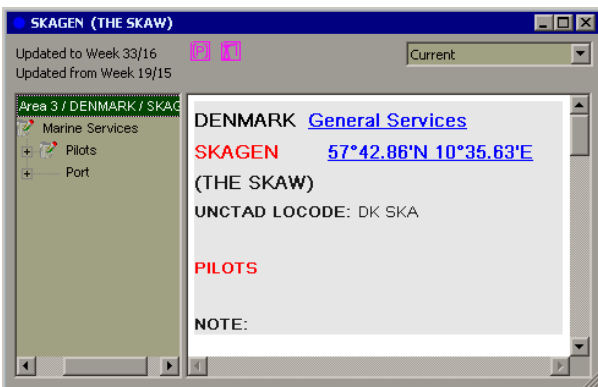 SKAGEN (THE SKAW)
Updated to Week 33/16
Updated from Week 19/15
P
Current
Area 3 / DENMARK / SKAG
Marine Services
Pilots
Port
DENMARK General Services
SKAGEN 57°42.86'N 10°35.63'E
(THE SKAW)
UNCTAD LOCODE: DK SKA
PILOTS
NOTE: